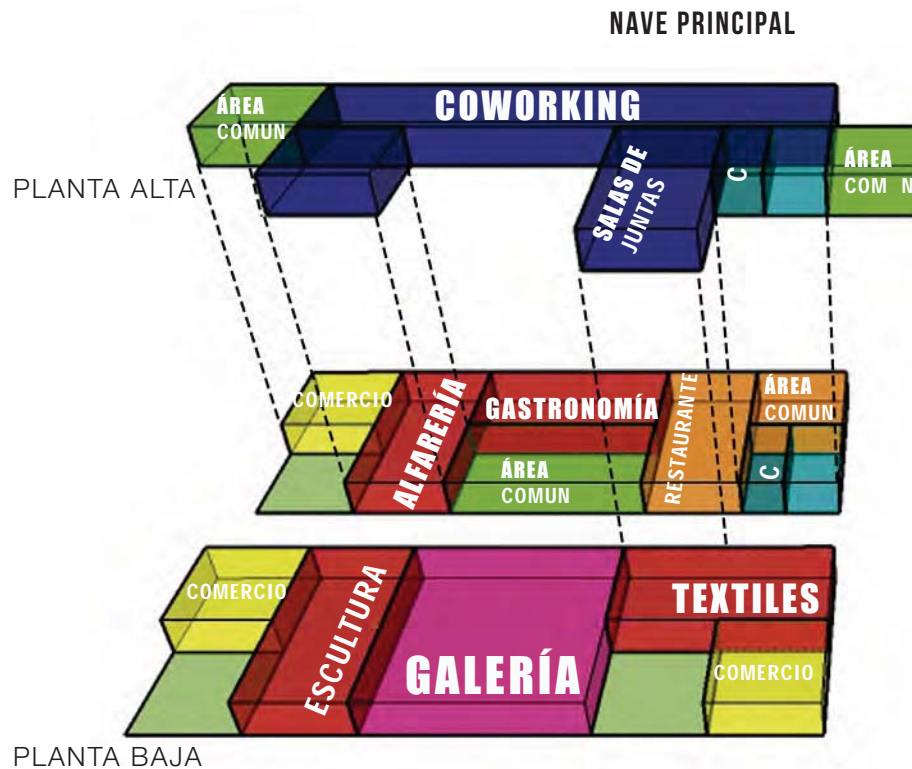 NAVE PRINCIPAL
ÁREA
COMUN
COWORKING
PLANTA ALTA
SALAS DE
JUNTAS
C
ÁREA
COM N
COMERCIO
ALFARERÍA
GASTRONOMÍA
ÁREA
COMUN
RESTAURANTE
ÁREA
COMUN
C
COMERCIO
ESCULTURA
GALERÍA
TEXTILES
COMERCIO
PLANTA BAJA